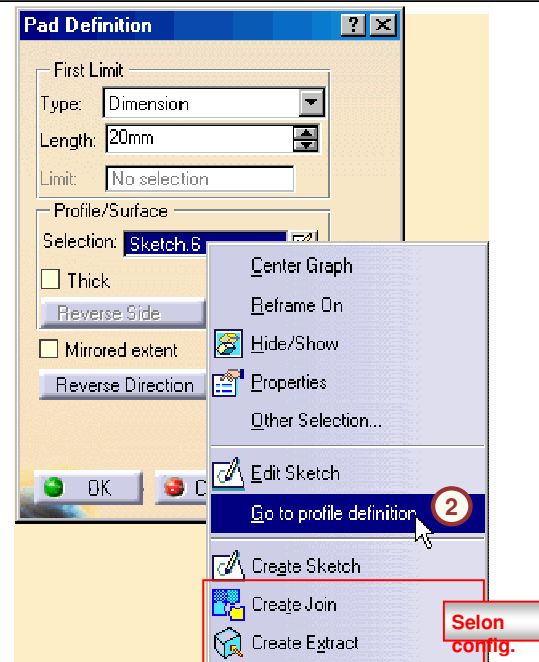 Pad Definition
First Limit
Type: Dimension
Length: 20mm
Limit: No selection
Profile/Surface
Selection: Sketch.6
Thick
Reverse Side
Mirrored extent
Reverse Direction
OK
C
Center Graph
Reframe On
Hide/Show
Properties
Other Selection...
Edit Sketch
Go to profile definition
2
Create Sketch
Create Join
Create Extract
Selon
config.